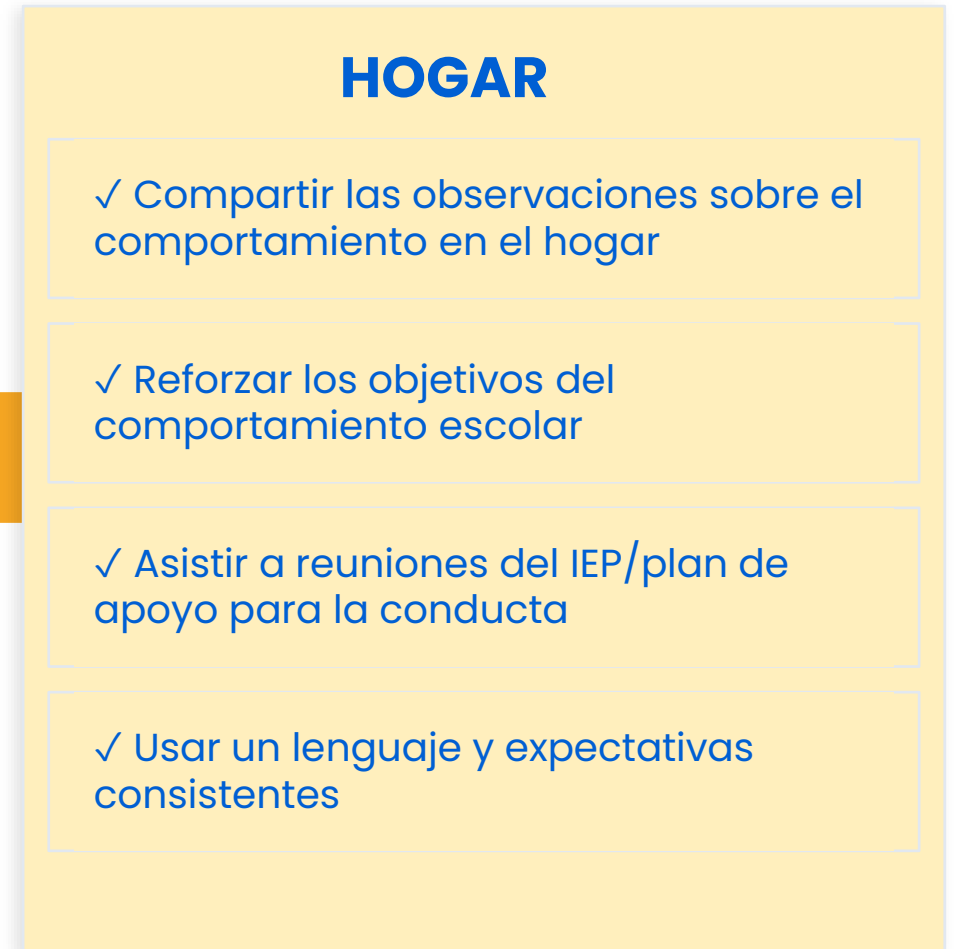 HOGAR
✓ Compartir las observaciones sobre el
comportamiento en el hogar
✓ Reforzar los objetivos del
comportamiento escolar
✓ Asistir a reuniones del IEP/plan de
apoyo para la conducta
✓ Usar un lenguaje y expectativas
consistentes